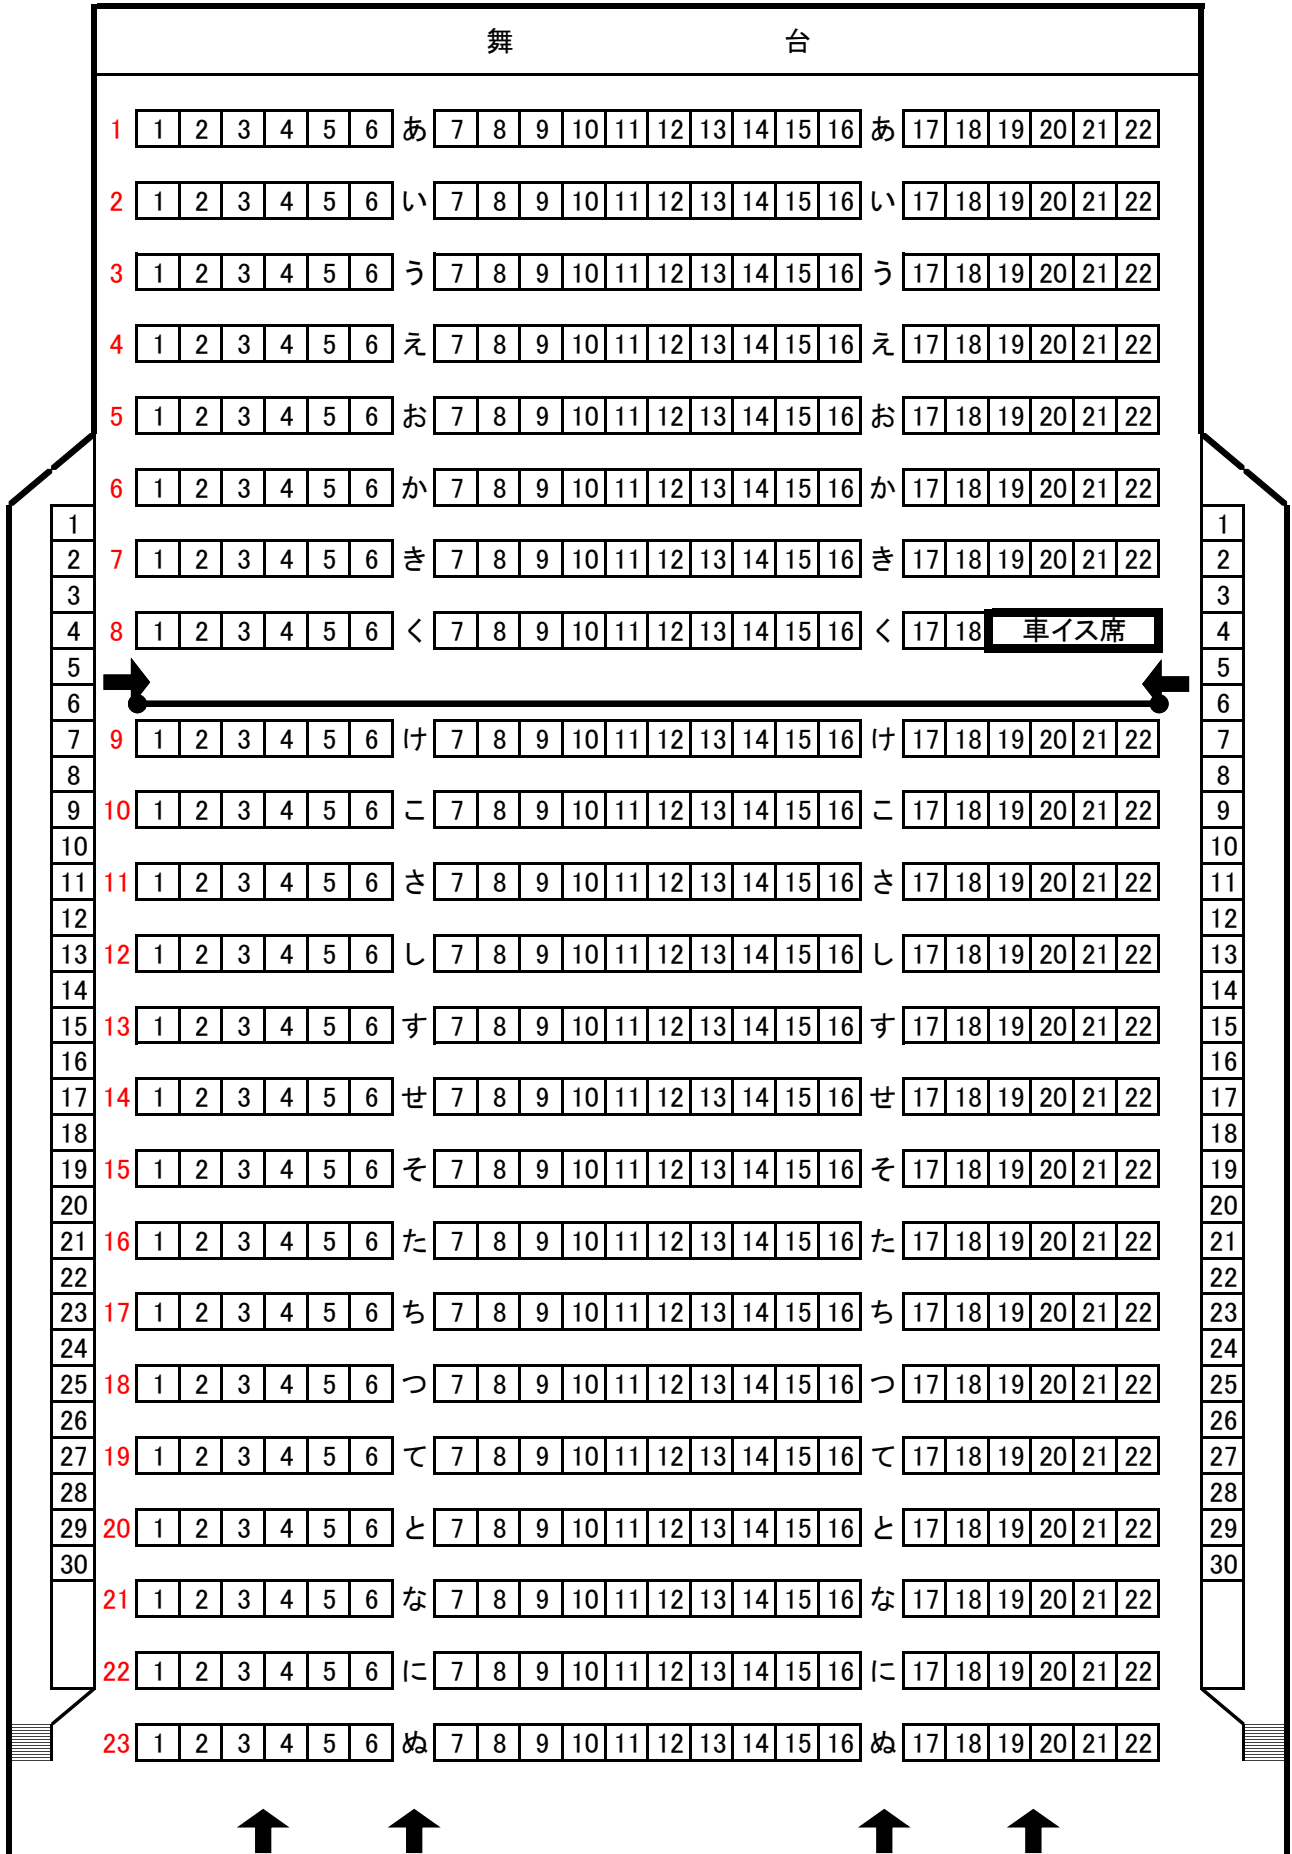 舞 台
1 1 2 3 4 5 6 あ 7 8 9 10 11 12 13 14 15 16 あ 17 18 19 20 21 22
2 1 2 3 4 5 6 い 7 8 9 10 11 12 13 14 15 16 い 17 18 19 20 21 22
3 1 2 3 4 5 6 う 7 8 9 10 11 12 13 14 15 16 う 17 18 19 20 21 22
4 1 2 3 4 5 6 え 7 8 9 10 11 12 13 14 15 16 え 17 18 19 20 21 22
5 1 2 3 4 5 6 お 7 8 9 10 11 12 13 14 15 16 お 17 18 19 20 21 22
6 1 2 3 4 5 6 か 7 8 9 10 11 12 13 14 15 16 か 17 18 19 20 21 22
1 1
2 7 1 2 3 4 5 6 き 7 8 9 10 11 12 13 14 15 16 き 17 18 19 20 21 22 2
3 3
4 8 1 2 3 4 5 6 く 7 8 9 10 11 12 13 14 15 16 く 17 18 車イス席 4
5 5
6 6
7 9 1 2 3 4 5 6 け 7 8 9 10 11 12 13 14 15 16 け 17 18 19 20 21 22 7
8 8
9 10 1 2 3 4 5 6 こ 7 8 9 10 11 12 13 14 15 16 こ 17 18 19 20 21 22 9
10 10
11 11 1 2 3 4 5 6 さ 7 8 9 10 11 12 13 14 15 16 さ 17 18 19 20 21 22 11
12 12
13 12 1 2 3 4 5 6 し 7 8 9 10 11 12 13 14 15 16 し 17 18 19 20 21 22 13
14 14
15 13 1 2 3 4 5 6 す 7 8 9 10 11 12 13 14 15 16 す 17 18 19 20 21 22 15
16 16
17 14 1 2 3 4 5 6 せ 7 8 9 10 11 12 13 14 15 16 せ 17 18 19 20 21 22 17
18 18
19 15 1 2 3 4 5 6 そ 7 8 9 10 11 12 13 14 15 16 そ 17 18 19 20 21 22 19
20 20
21 16 1 2 3 4 5 6 た 7 8 9 10 11 12 13 14 15 16 た 17 18 19 20 21 22 21
22 22
23 17 1 2 3 4 5 6 ち 7 8 9 10 11 12 13 14 15 16 ち 17 18 19 20 21 22 23
24 24
25 18 1 2 3 4 5 6 つ 7 8 9 10 11 12 13 14 15 16 つ 17 18 19 20 21 22 25
26 26
27 19 1 2 3 4 5 6 て 7 8 9 10 11 12 13 14 15 16 て 17 18 19 20 21 22 27
28 28
29 20 1 2 3 4 5 6 と 7 8 9 10 11 12 13 14 15 16 と 17 18 19 20 21 22 29
30 30
21 1 2 3 4 5 6 な 7 8 9 10 11 12 13 14 15 16 な 17 18 19 20 21 22
22 1 2 3 4 5 6 に 7 8 9 10 11 12 13 14 15 16 に 17 18 19 20 21 22
23 1 2 3 4 5 6 ぬ 7 8 9 10 11 12 13 14 15 16 ぬ 17 18 19 20 21 22